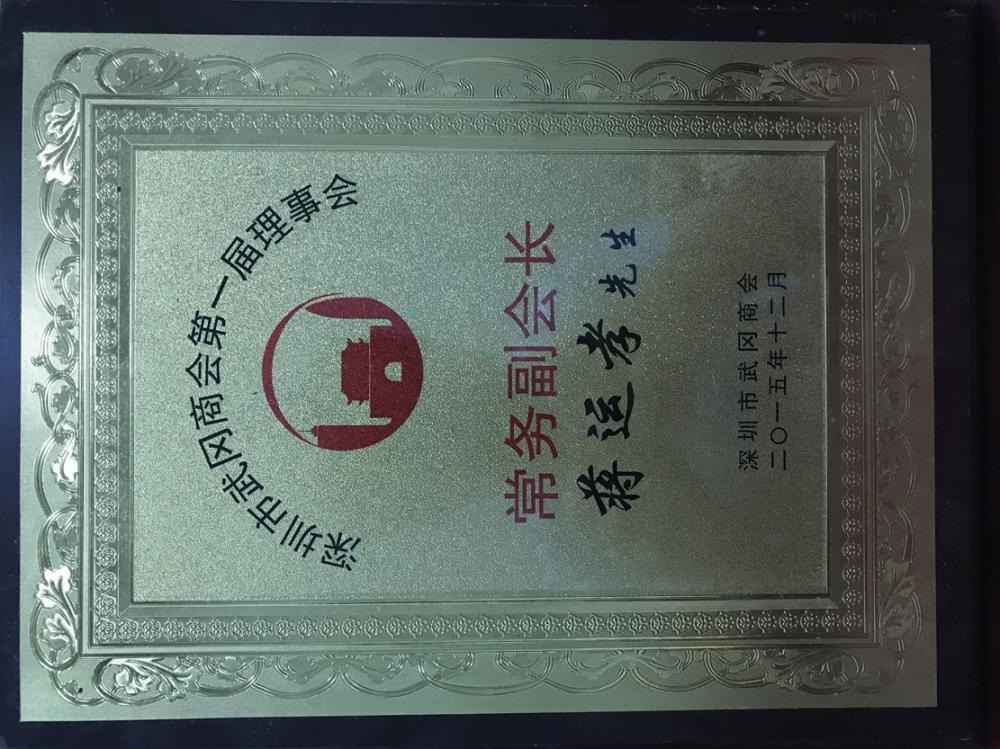 深圳市武冈商会第一届理事会
常务副会长
蒋运孝先生
深圳市武冈商会
二〇一五年十二月